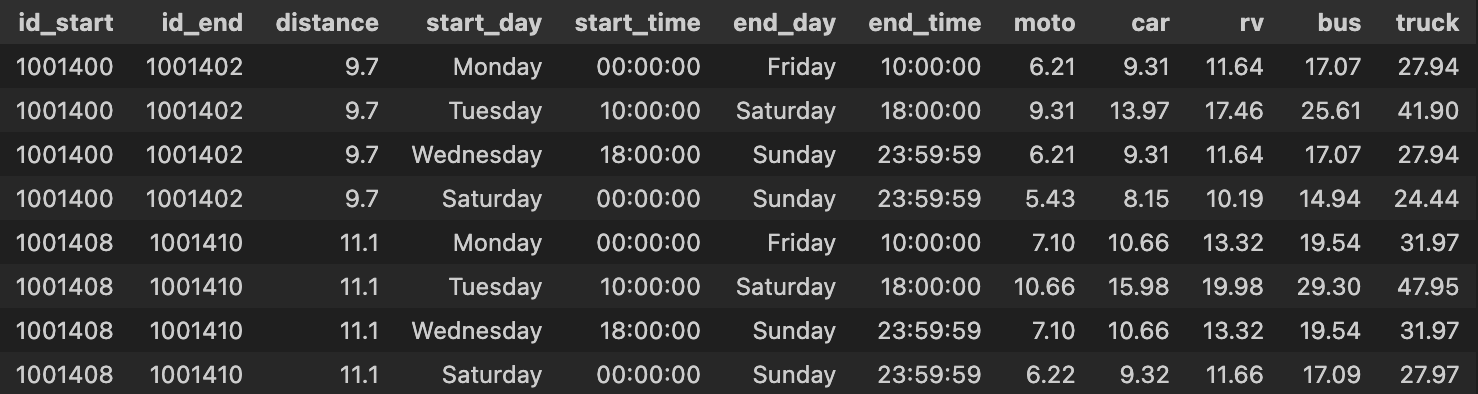 id_start id_end distance start_day start_time end_day end_time moto car rv bus truck
1001400 1001402 9.7 Monday 00:00:00 Friday 10:00:00 6.21 9.31 11.64 17.07 27.94
1001400 1001402 9.7 Tuesday 10:00:00 Saturday 18:00:00 9.31 13.97 17.46 25.61 41.90
1001400 1001402 9.7 Wednesday 18:00:00 Sunday 23:59:59 6.21 9.31 11.64 17.07 27.94
1001400 1001402 9.7 Saturday 00:00:00 Sunday 23:59:59 5.43 8.15 10.19 14.94 24.44
1001408 1001410 11.1 Monday 00:00:00 Friday 10:00:00 7.10 10.66 13.32 19.54 31.97
1001408 1001410 11.1 Tuesday 10:00:00 Saturday 18:00:00 10.66 15.98 19.98 29.30 47.95
1001408 1001410 11.1 Wednesday 18:00:00 Sunday 23:59:59 7.10 10.66 13.32 19.54 31.97
1001408 1001410 11.1 Saturday 00:00:00 Sunday 23:59:59 6.22 9.32 11.66 17.09 27.97